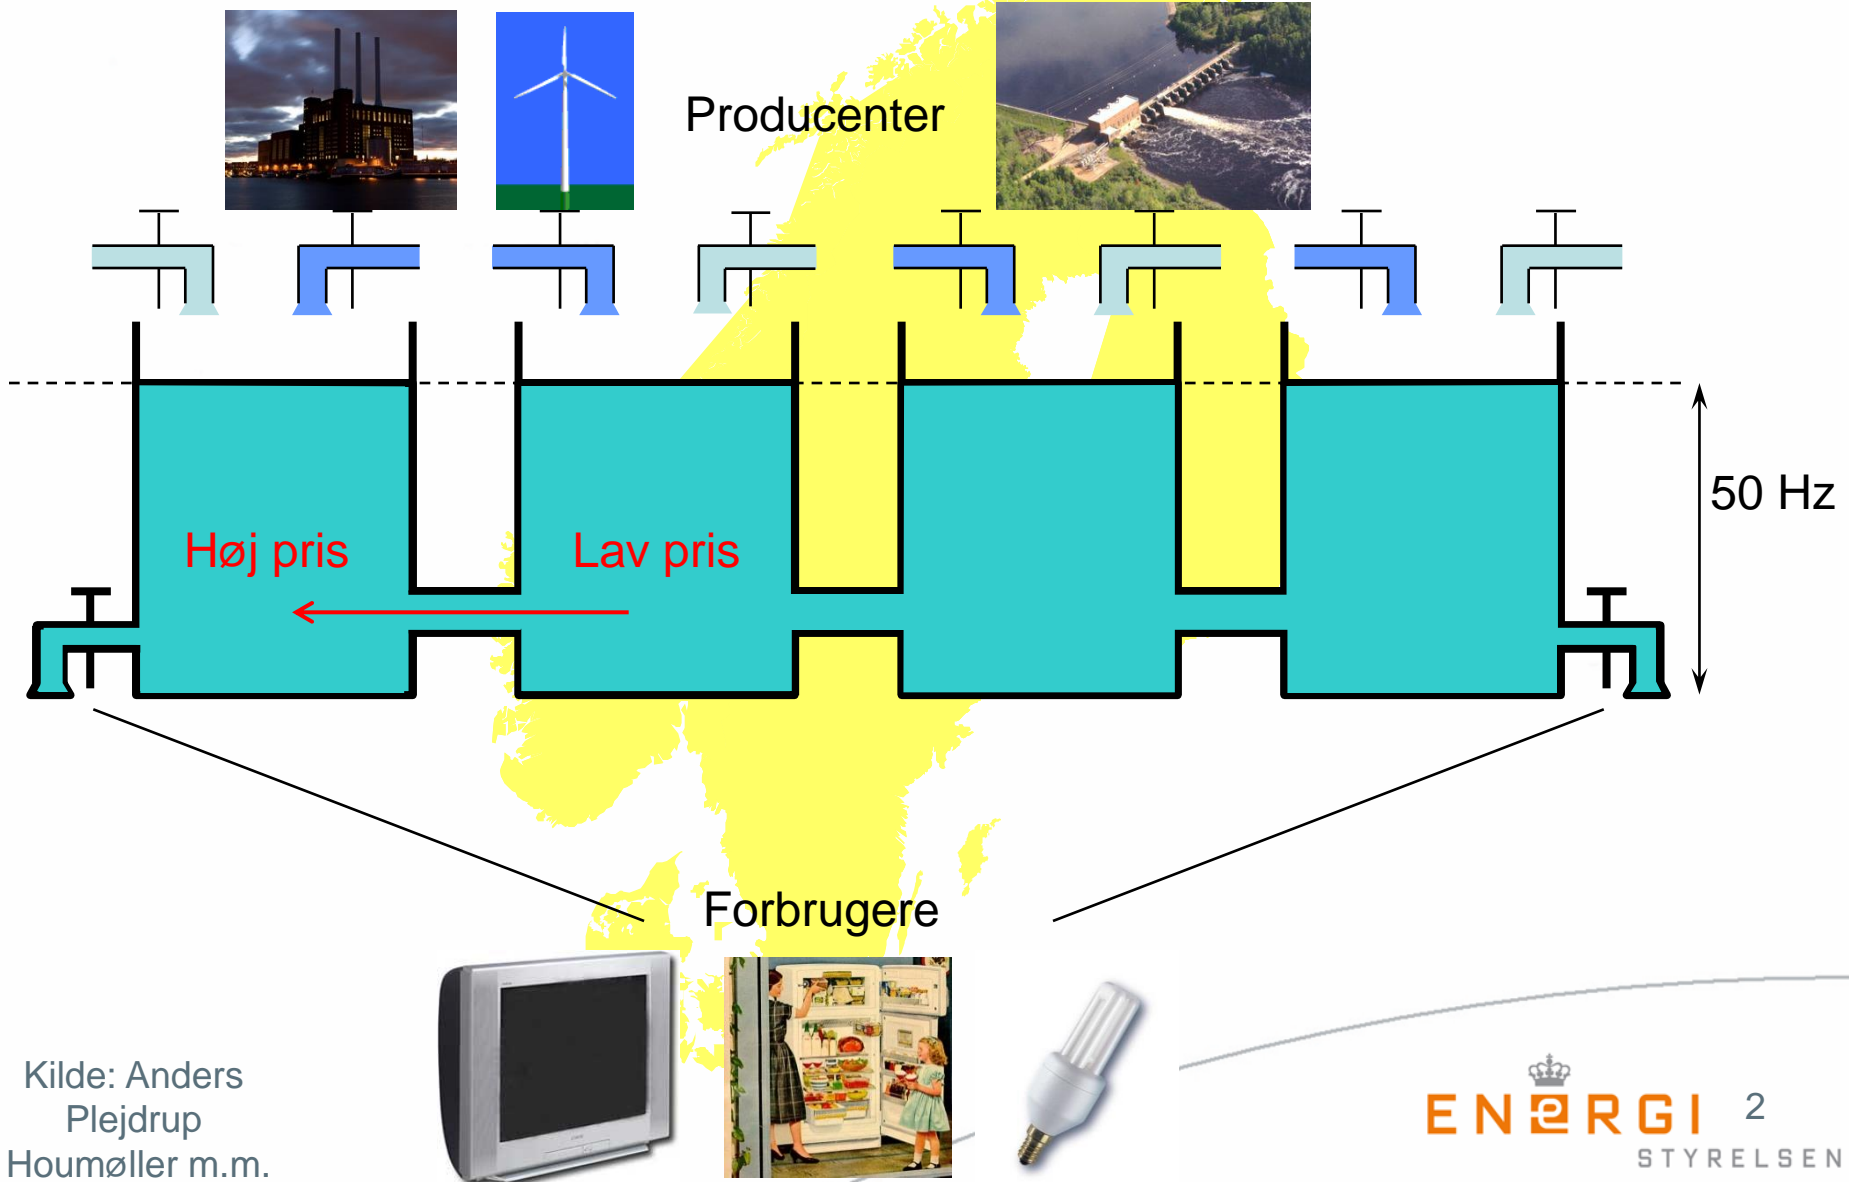 Producenter
50 Hz
Høj pris
Lav pris
Forbrugere
Kilde: Anders
Plejdrup
Houmøller m.m.
ENERGI
STYRELSEN
2